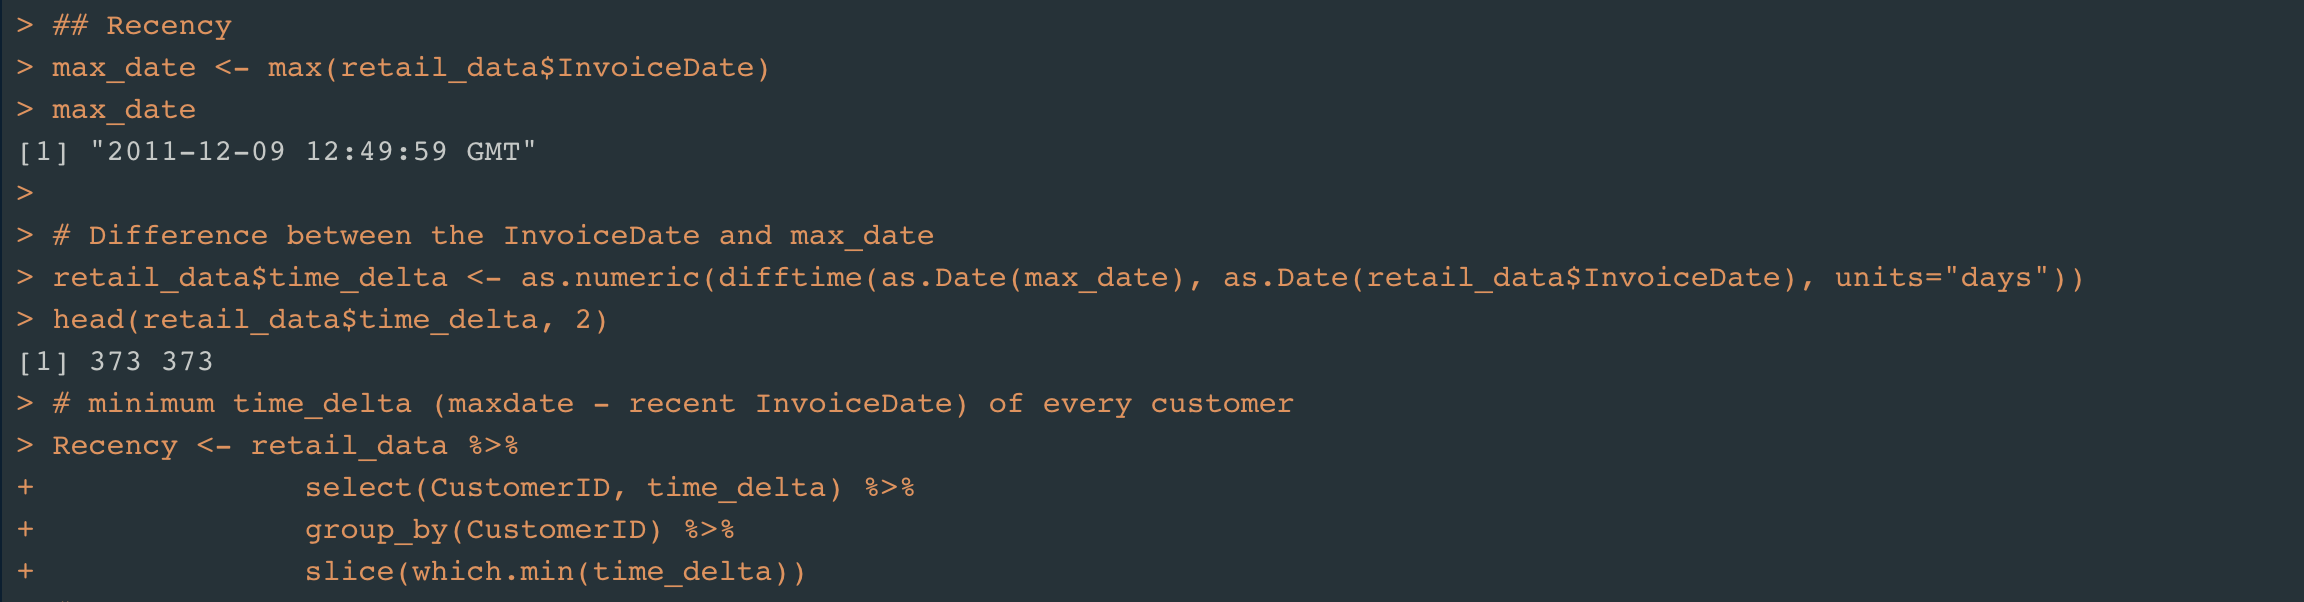 > ## Recency
> max_date <- max(retail_data$InvoiceDate)
> max_date
[1] "2011-12-09 12:49:59 GMT"
>
> # Difference between the InvoiceDate and max_date
> retail_data$time_delta <- as.numeric(difftime(as.Date(max_date), as.Date(retail_data$InvoiceDate), units="days"))
> head(retail_data$time_delta, 2)
[1] 373 373
> # minimum time_delta (maxdate - recent InvoiceDate) of every customer
> Recency <- retail_data %>%
+               select(CustomerID, time_delta) %>%
+               group_by(CustomerID) %>%
+               slice(which.min(time_delta))